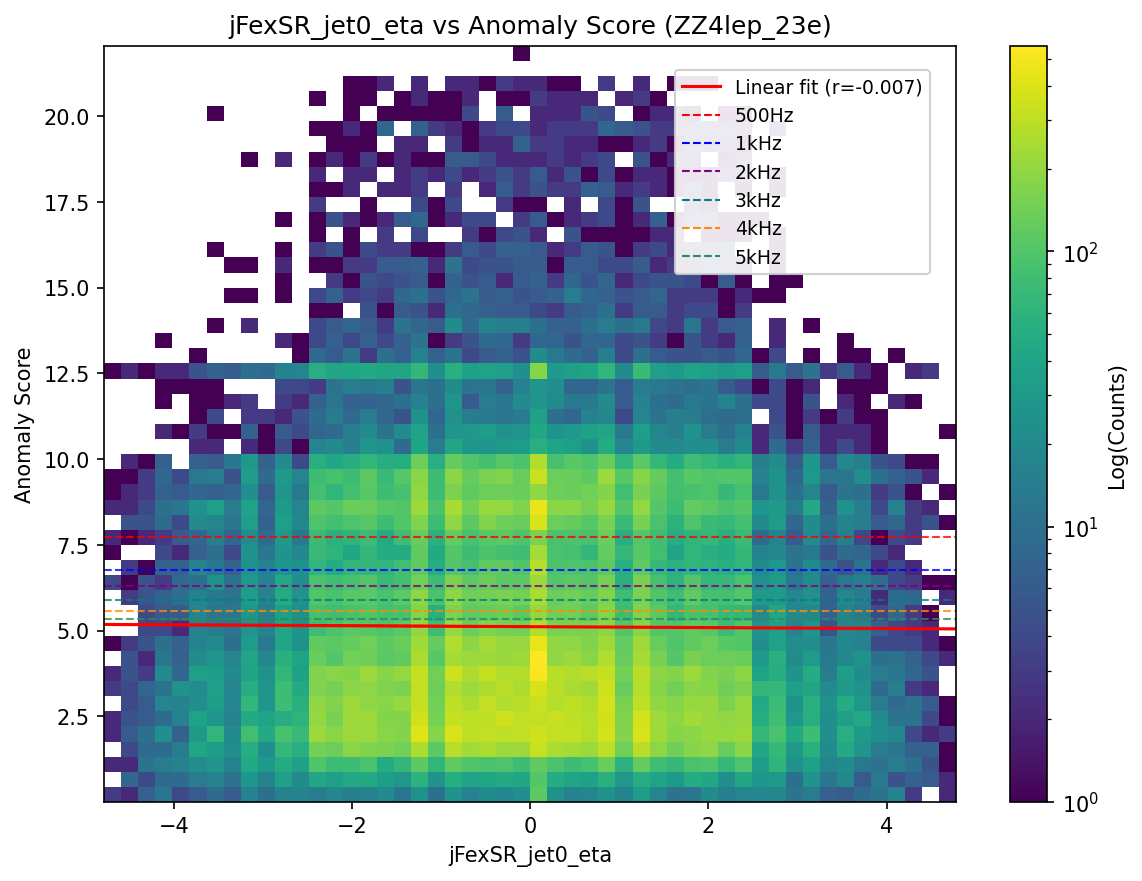 jFexSR_jet0_eta vs Anomaly Score (ZZ4lep_23e)
Linear fit (r=-0.007)
500Hz
1kHz
2kHz
3kHz
4kHz
5kHz
20.0
17.5
15.0
12.5
10.0
7.5
5.0
2.5
Anomaly Score
−4
−2
0
2
4
jFexSR_jet0_eta
10²
10¹
10⁰
Log(Counts)